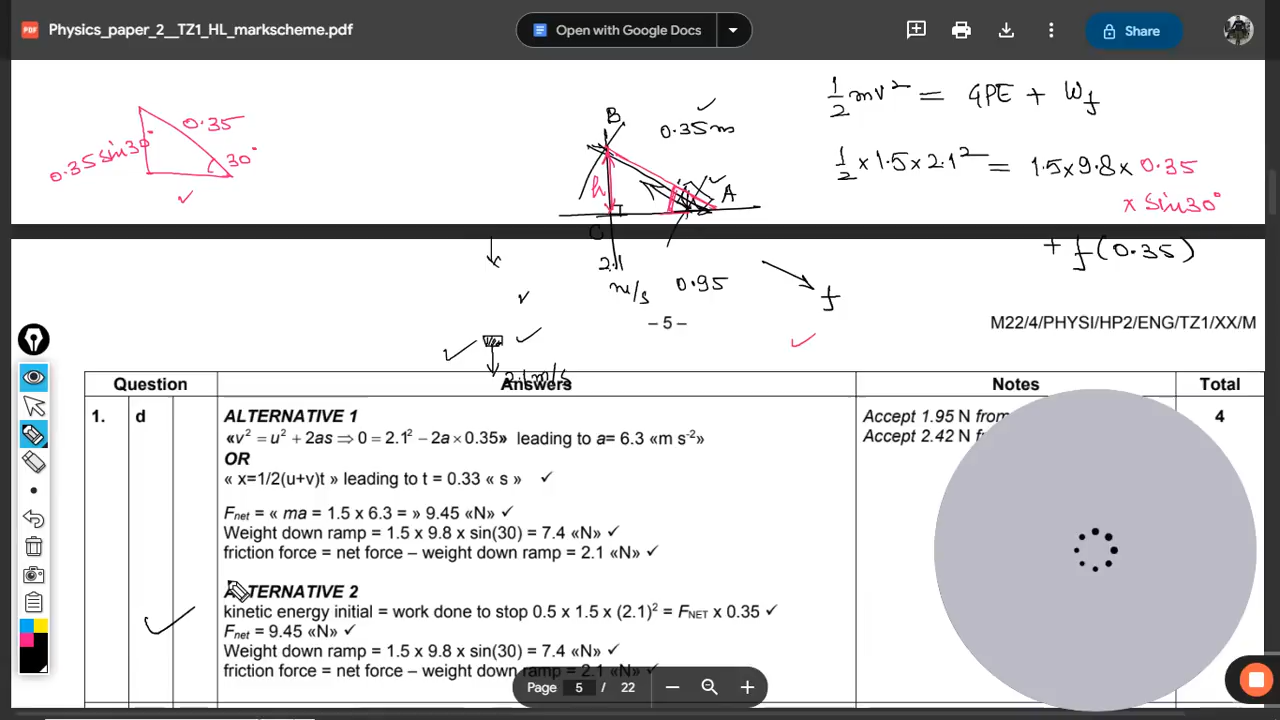 Physics_paper_2__TZ1_HL_markscheme.pdf
Open with Google Docs
Share
0.35
0.35 sin30°
30°
B
0.35m
h
A
C
2.1
m/s
0.95
f
½mv² = GPE + Wf
½ × 1.5 × 2.1² = 1.5×9.8× 0.35
× sin30°
+ f(0.35)
v
2.1m/s
– 5 –
M22/4/PHYSI/HP2/ENG/TZ1/XX/M
Question Answers Notes Total
1. d ALTERNATIVE 1 Accept 1.95 N from 4
«v² = u² + 2as ⇒ 0 = 2.1² − 2a × 0.35» leading to a= 6.3 «m s⁻²» Accept 2.42 N
OR
« x=1/2(u+v)t » leading to t = 0.33 « s » ✓
Fnet = « ma = 1.5 x 6.3 = » 9.45 «N» ✓
Weight down ramp = 1.5 x 9.8 x sin(30) = 7.4 «N» ✓
friction force = net force – weight down ramp = 2.1 «N» ✓
ALTERNATIVE 2
kinetic energy initial = work done to stop 0.5 x 1.5 x (2.1)² = FNET x 0.35 ✓
Fnet = 9.45 «N» ✓
Weight down ramp = 1.5 x 9.8 x sin(30) = 7.4 «N» ✓
friction force = net force – weight down ramp = 2.1 «N» ✓
Page 5 / 22